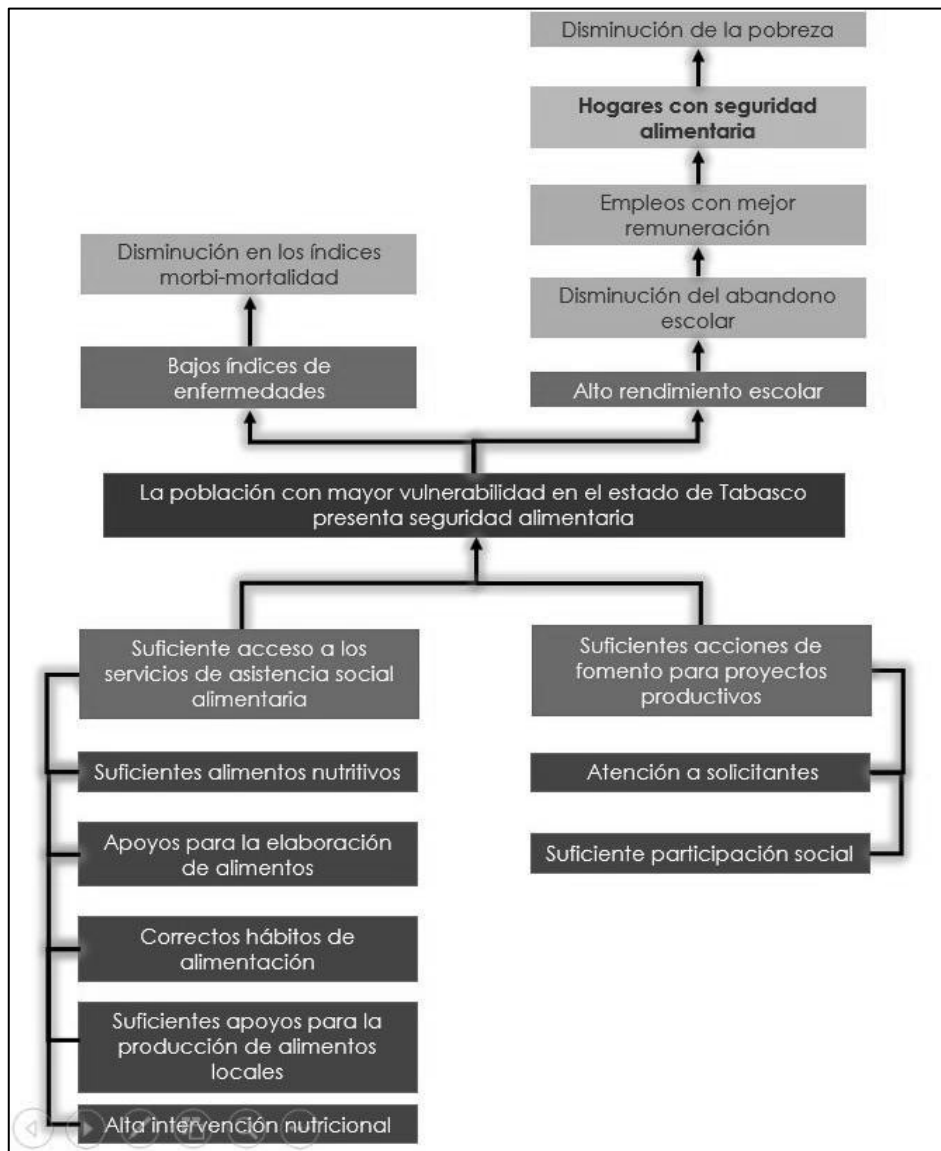 Disminución de la pobreza
Hogares con seguridad
alimentaria
Empleos con mejor
remuneración
Disminución en los índices
morbi-mortalidad
Disminución del abandono
escolar
Bajos índices de
enfermedades
Alto rendimiento escolar
La población con mayor vulnerabilidad en el estado de Tabasco
presenta seguridad alimentaria
Suficiente acceso a los
servicios de asistencia social
alimentaria
Suficientes alimentos nutritivos
Apoyos para la elaboración
de alimentos
Correctos hábitos de
alimentación
Suficientes apoyos para la
producción de alimentos
locales
Alta intervención nutricional
Suficientes acciones de
fomento para proyectos
productivos
Atención a solicitantes
Suficiente participación social